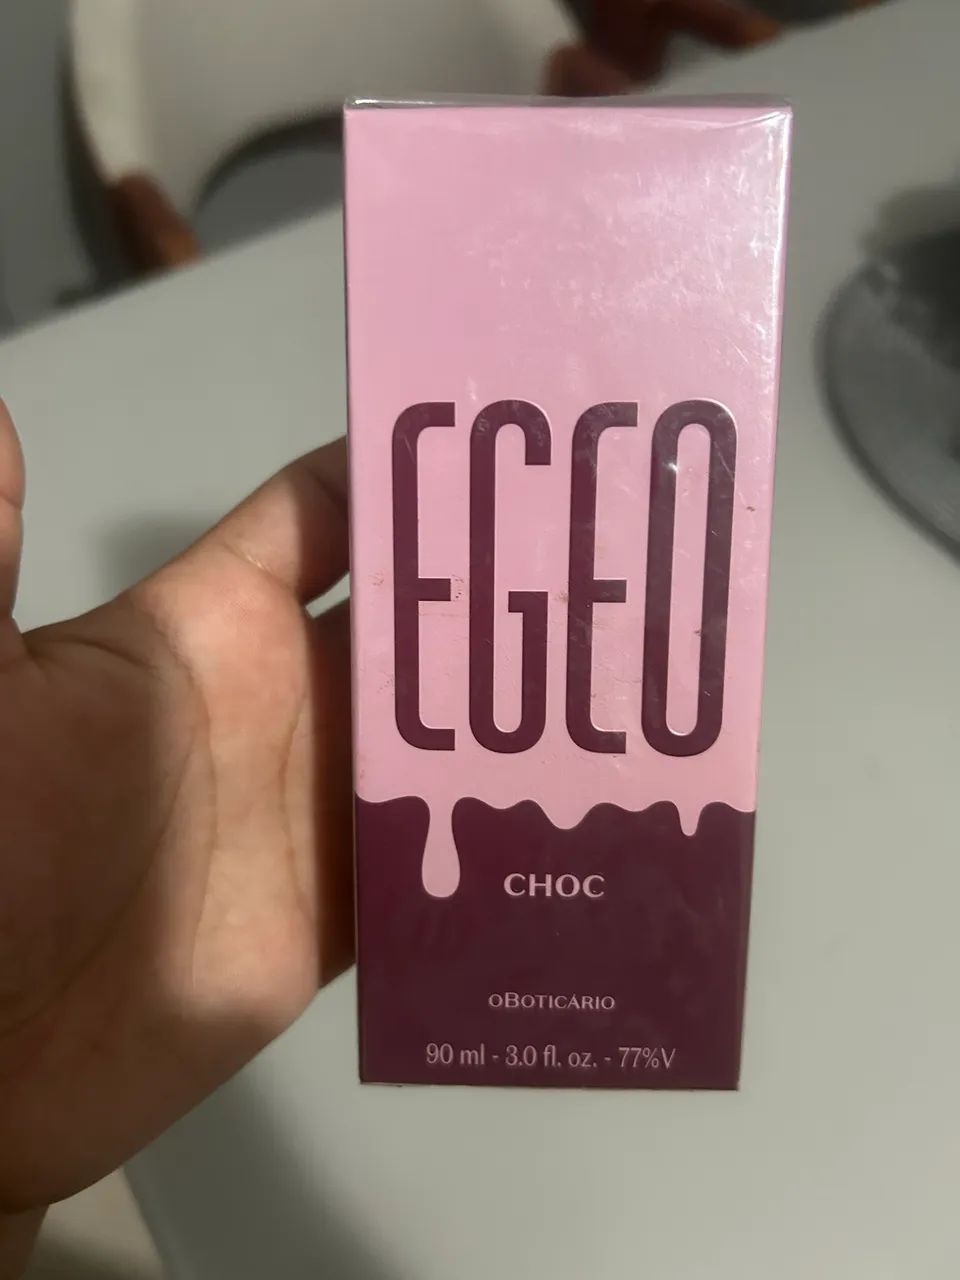 EGEO
CHOC
oBOTICÁRIO
90 ml - 3.0 fl. oz. - 77%V